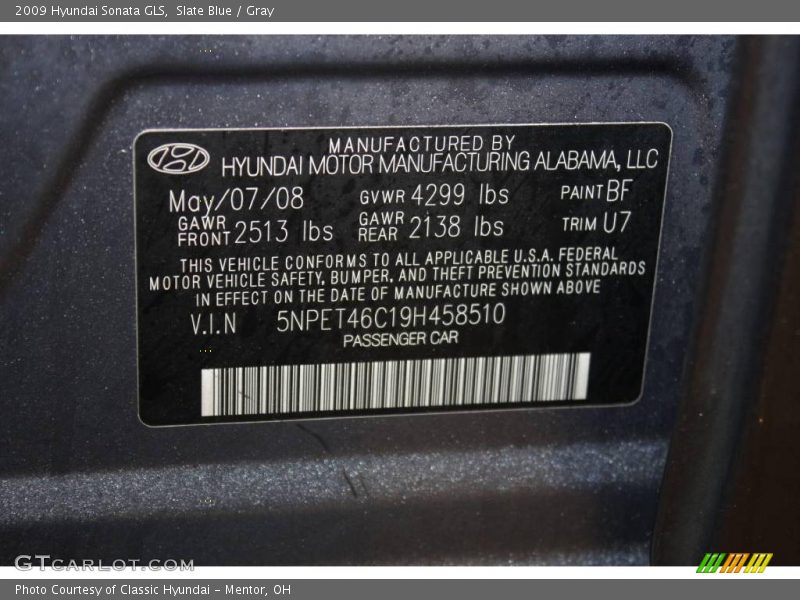 2009 Hyundai Sonata GLS, Slate Blue / Gray
MANUFACTURED BY
HYUNDAI MOTOR MANUFACTURING ALABAMA, LLC
May/07/08 GVWR 4299 lbs PAINT BF
GAWR FRONT 2513 lbs GAWR REAR 2138 lbs TRIM U7
THIS VEHICLE CONFORMS TO ALL APPLICABLE U.S.A. FEDERAL
MOTOR VEHICLE SAFETY, BUMPER, AND THEFT PREVENTION STANDARDS
IN EFFECT ON THE DATE OF MANUFACTURE SHOWN ABOVE
V.I.N 5NPET46C19H458510
PASSENGER CAR
GTCARLOT.COM
Photo Courtesy of Classic Hyundai - Mentor, OH